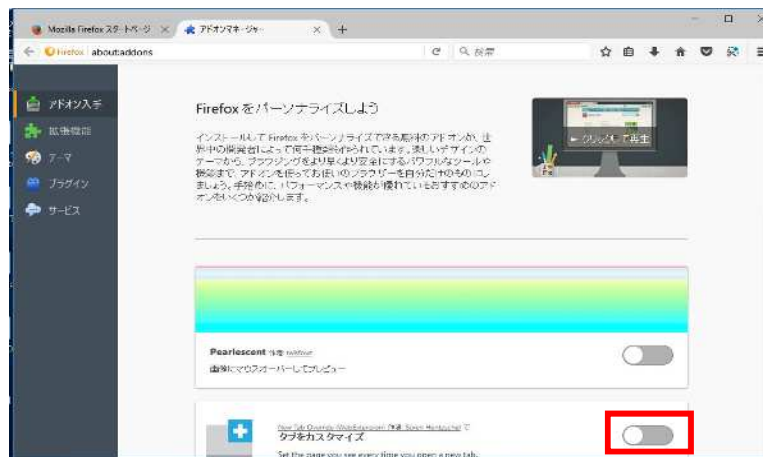 Mozilla Firefox スタートページ
アドオンマネージャー
Firefox about:addons
検索
アドオン入手
拡張機能
テーマ
プラグイン
サービス
Firefox をパーソナライズしよう
インストールして Firefox をパーソナライズできる無料のアドオンが、世
界中の開発者によって何千種類も作られています。楽しいデザインの
テーマから、ブラウジングをより早くより安全にするパワフルなツールや
機能まで、アドオンを使ってお使いのブラウザーを自分だけのものにし
ましょう。手始めに、パフォーマンスや機能が優れているおすすめのアド
オンをいくつか紹介します。
クリックして再生
Pearlescent 作者
画像にマウスオーバーしてプレビュー
New Tab Override (WebExtension) 作者: Sören Hentzschel で
タブをカスタマイズ
Set the page you see every time you open a new tab.